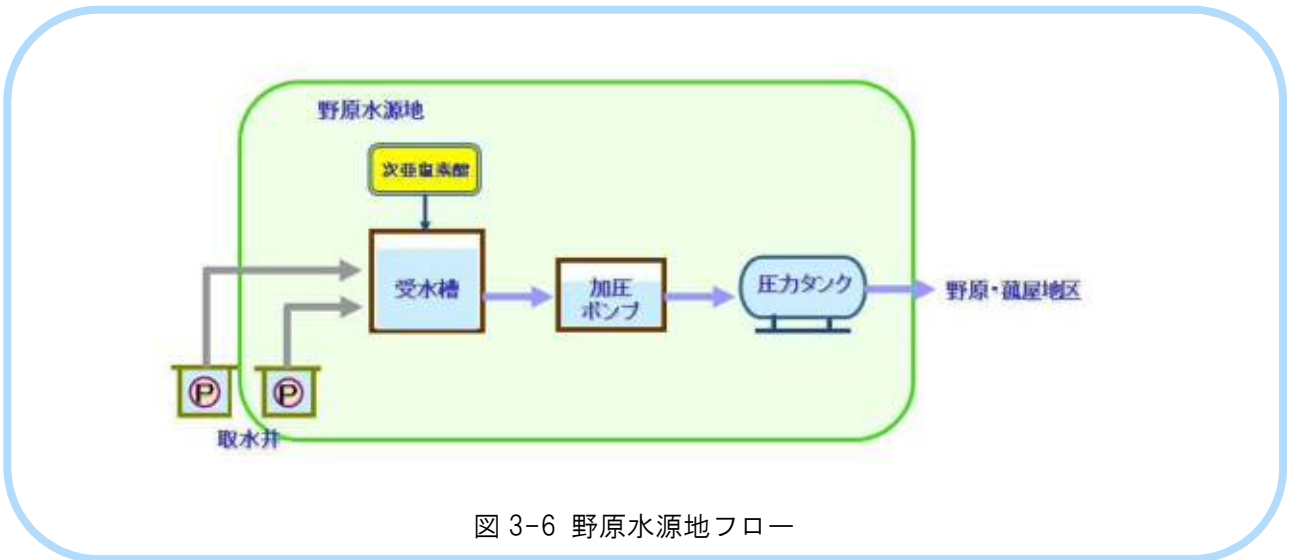 野原水源地
次亜塩素酸
受水槽
加圧
ポンプ
圧力タンク
野原・菰屋地区
P
P
取水井
図 3-6 野原水源地フロー